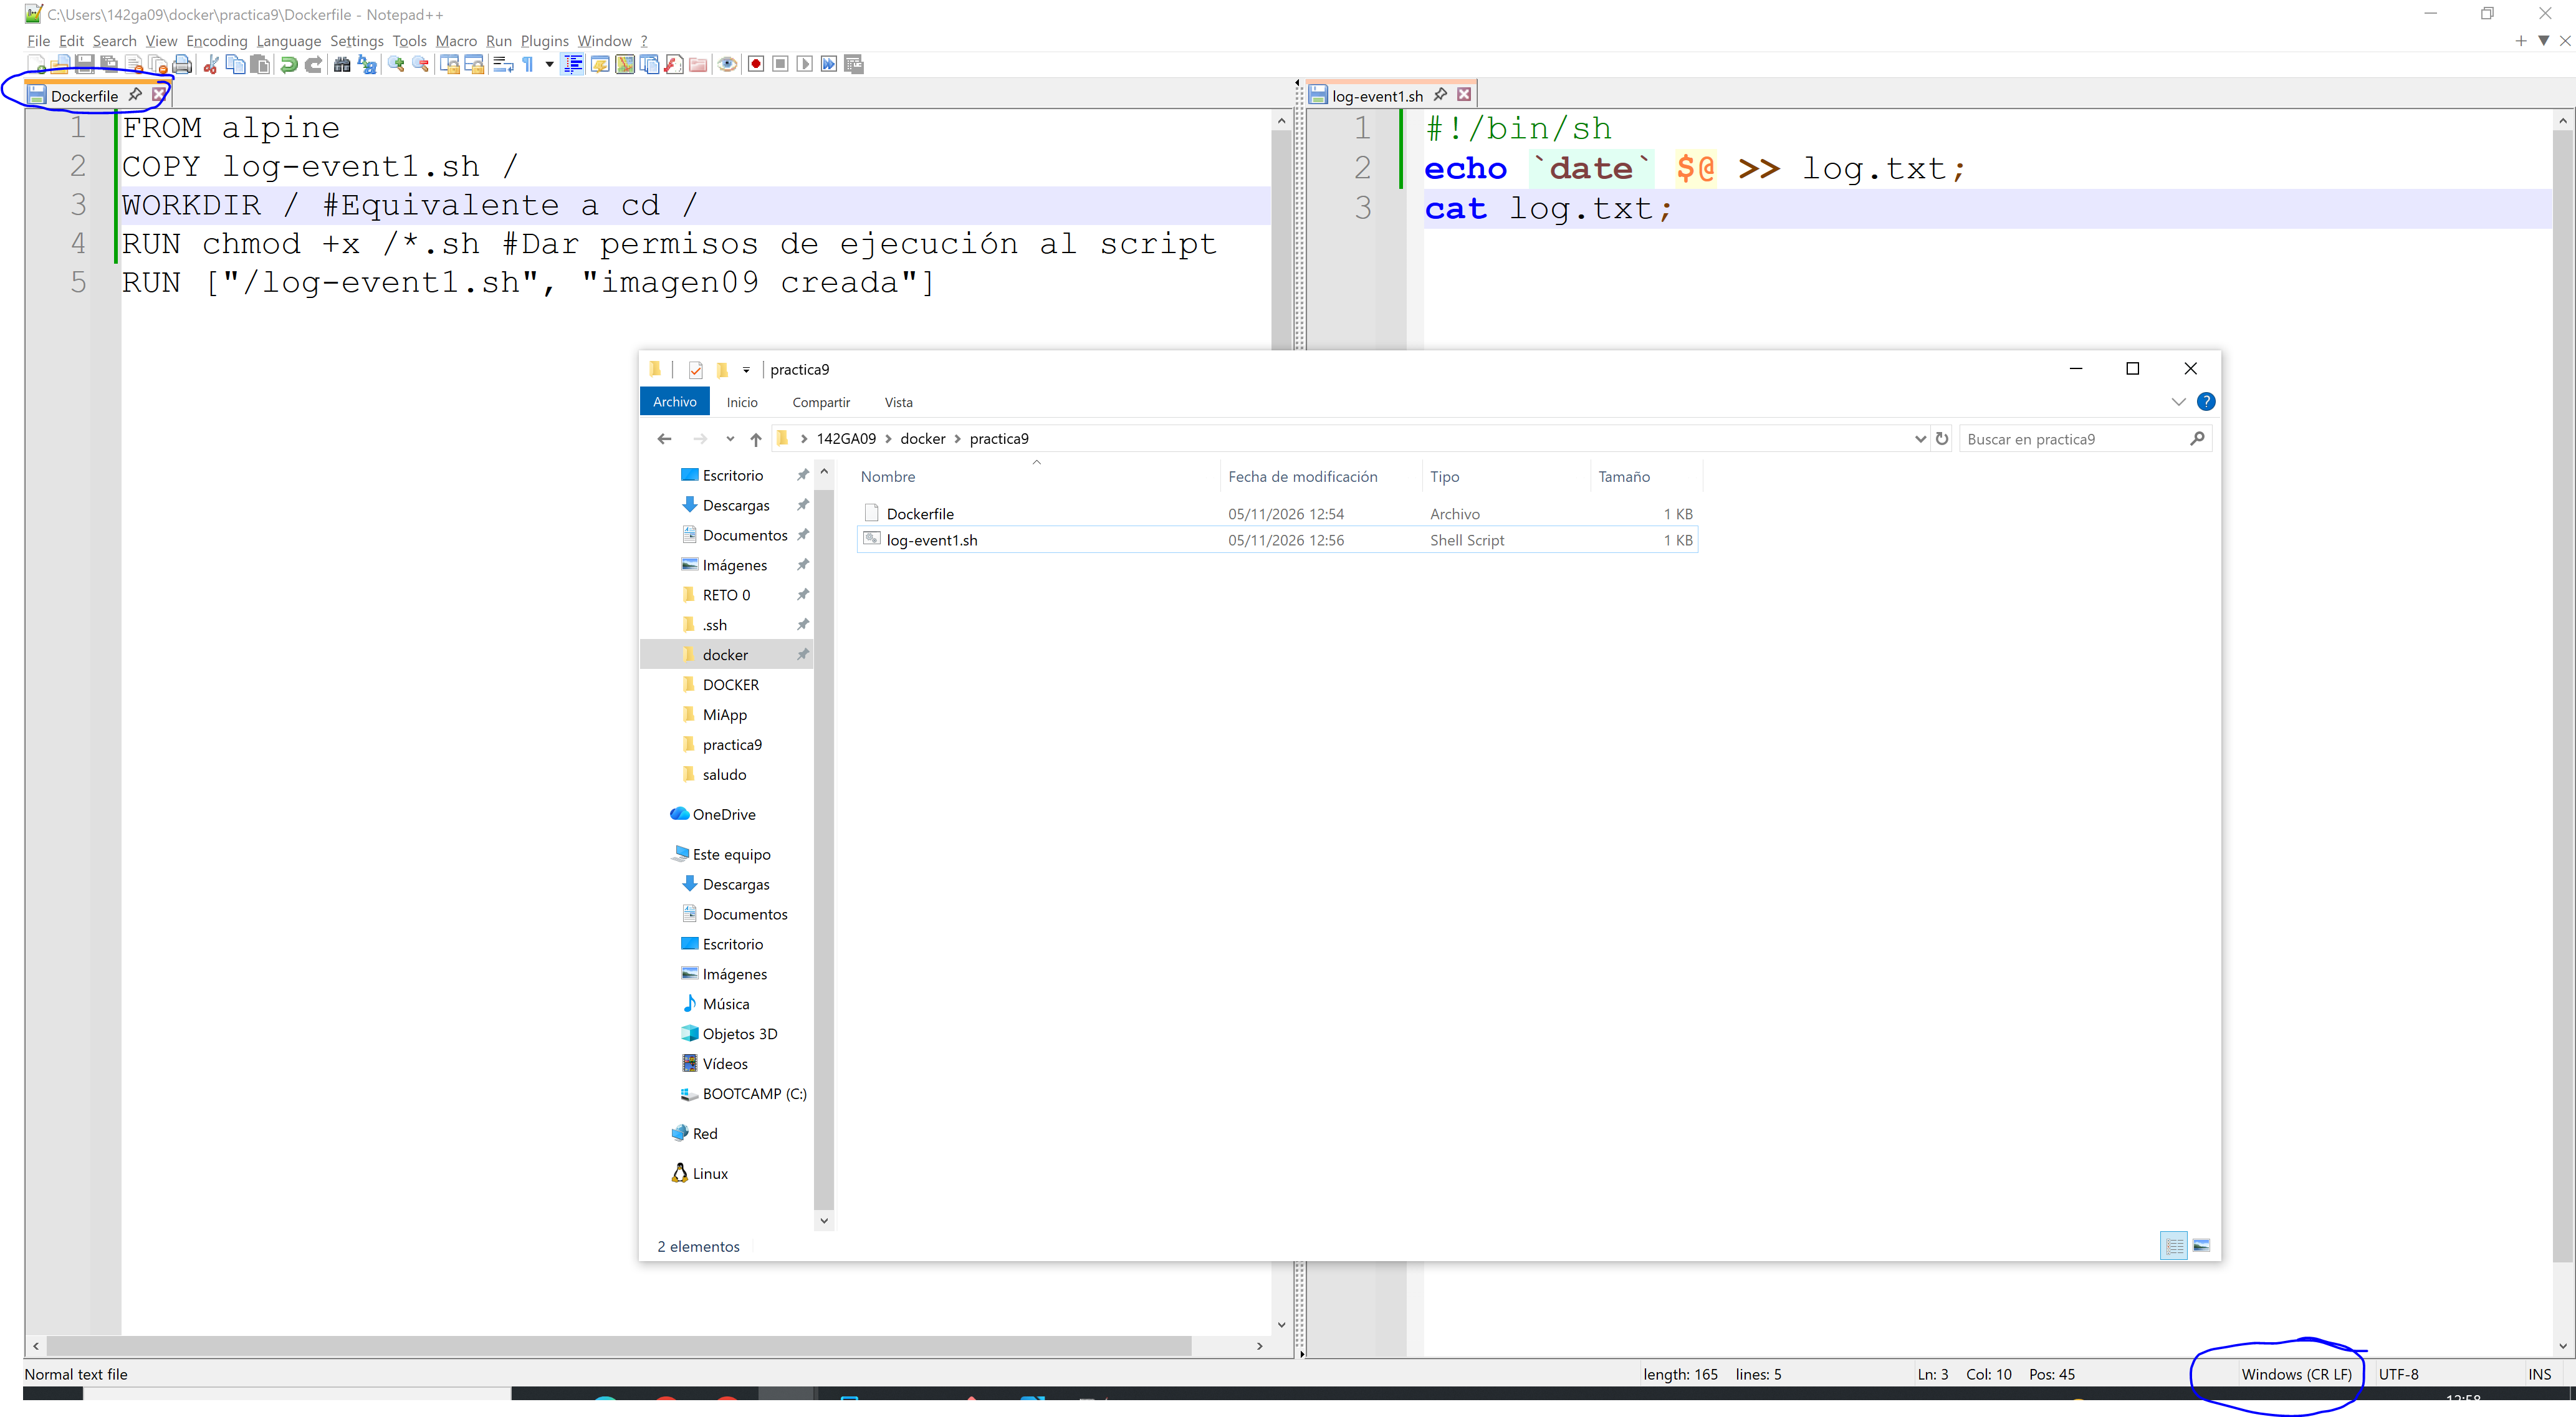 C:\Users\142ga09\docker\practica9\Dockerfile - Notepad++
File Edit Search View Encoding Language Settings Tools Macro Run Plugins Window ?
Dockerfile
1 FROM alpine
2 COPY log-event1.sh /
3 WORKDIR / #Equivalente a cd /
4 RUN chmod +x /*.sh #Dar permisos de ejecución al script
5 RUN ["/log-event1.sh", "imagen09 creada"]
log-event1.sh
1 #!/bin/sh
2 echo `date` $@ >> log.txt;
3 cat log.txt;
practica9
Archivo Inicio Compartir Vista
142GA09 > docker > practica9
Buscar en practica9
Escritorio
Descargas
Documentos
Imágenes
RETO 0
.ssh
docker
DOCKER
MiApp
practica9
saludo
OneDrive
Este equipo
Descargas
Documentos
Escritorio
Imágenes
Música
Objetos 3D
Vídeos
BOOTCAMP (C:)
Red
Linux
Nombre Fecha de modificación Tipo Tamaño
Dockerfile 05/11/2026 12:54 Archivo 1 KB
log-event1.sh 05/11/2026 12:56 Shell Script 1 KB
2 elementos
Normal text file length: 165 lines: 5 Ln: 3 Col: 10 Pos: 45 Windows (CR LF) UTF-8 INS